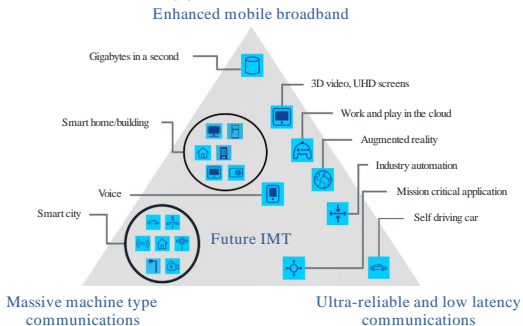 Enhanced mobile broadband
Gigabytes in a second
3D video, UHD screens
Smart home/building
Work and play in the cloud
Augmented reality
Industry automation
Voice
Mission critical application
Smart city
Self driving car
Future IMT
Massive machine type
communications
Ultra-reliable and low latency
communications